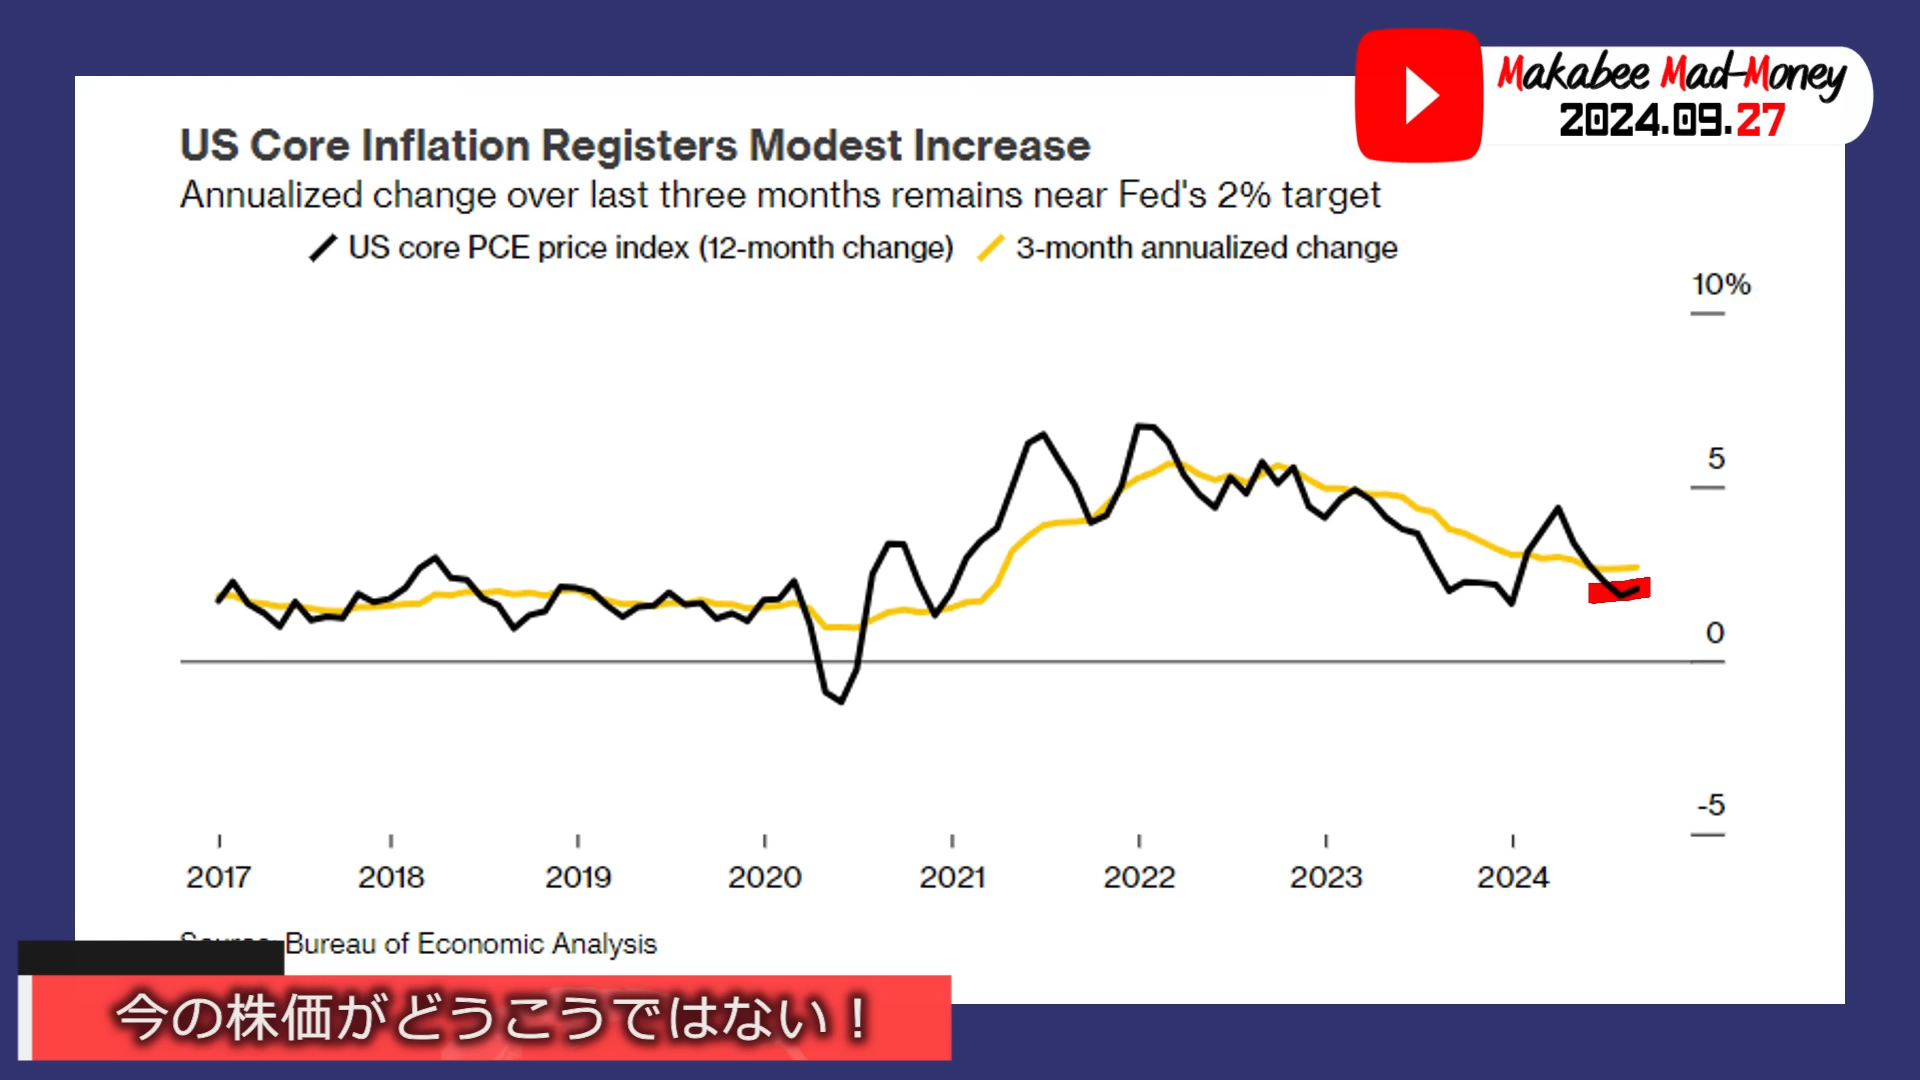 Makabee Mad-Money
2024.09.27
US Core Inflation Registers Modest Increase
Annualized change over last three months remains near Fed's 2% target
US core PCE price index (12-month change) 3-month annualized change
10%
5
0
-5
2017 2018 2019 2020 2021 2022 2023 2024
Source: Bureau of Economic Analysis
今の株価がどうこうではない！